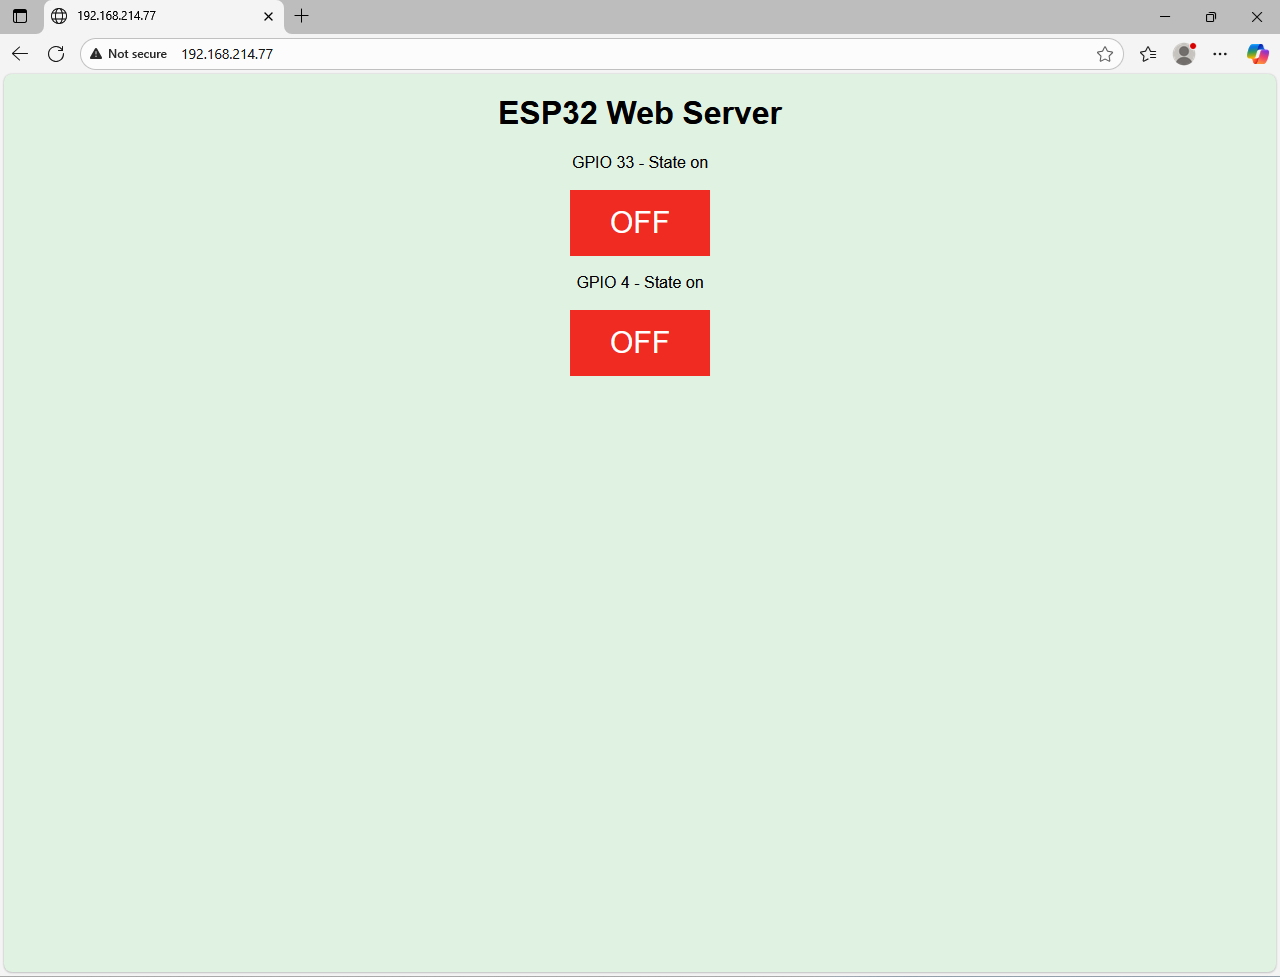 192.168.214.77
Not secure 192.168.214.77
ESP32 Web Server
GPIO 33 - State on
OFF
GPIO 4 - State on
OFF